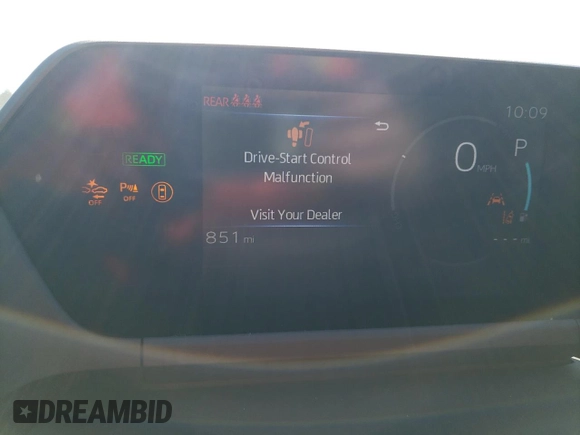 REAR
10:09
READY
Drive-Start Control
Malfunction
0 MPH
P
OFF
P OFF
Visit Your Dealer
851 mi
---
DREAMBID